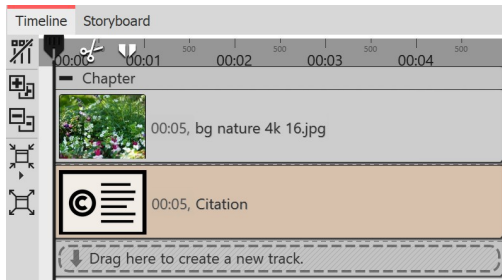 Timeline Storyboard
500 500 500 500
00:00 00:01 00:02 00:03 00:04
Chapter
00:05, bg nature 4k 16.jpg
©
00:05, Citation
Drag here to create a new track.